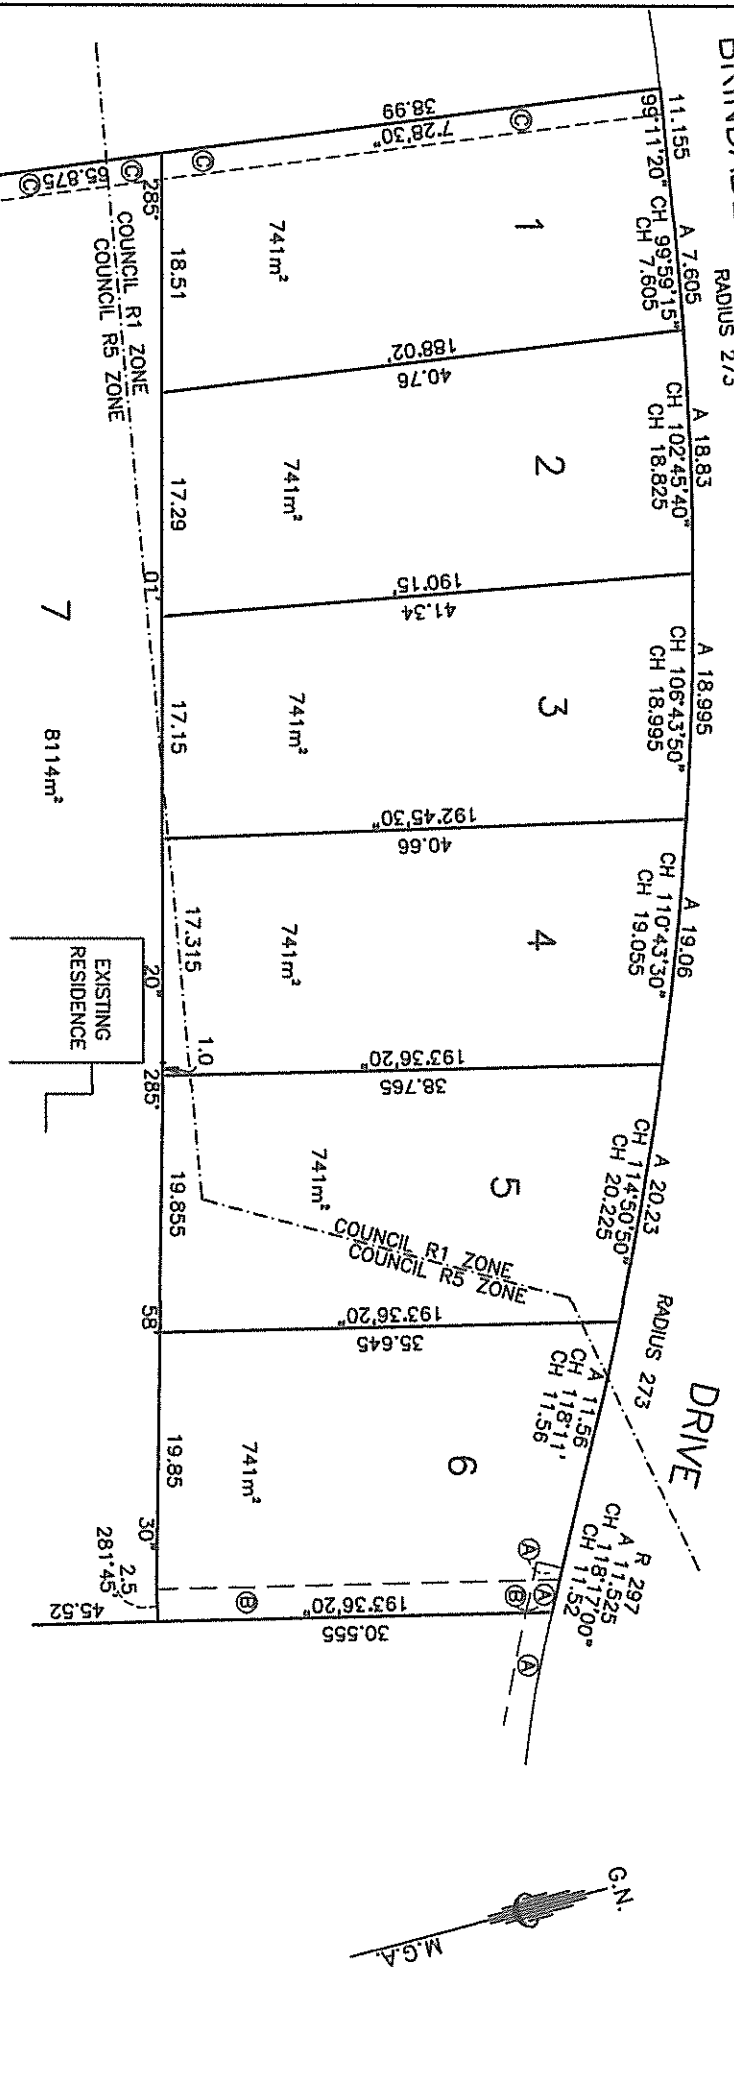 RADIUS 273
11.155
99°11'20"
A 7.605
CH 99°59'15"
CH 7.605
A 18.83
CH 102°45'40"
CH 18.825
A 18.995
CH 106°43'50"
CH 18.995
A 19.06
CH 110°43'30"
CH 19.055
A 20.23
CH 114°50'50"
CH 20.225
RADIUS 273
DRIVE
A 11.56
CH 118°11'
CH 11.56
R 297
A 11.525
CH 118°17'00"
CH 11.52
38.99
7°28'30"
C
1
741m²
188°02'
40.76
2
741m²
190°15'
41.34
3
741m²
192°45'30"
40.66
4
741m²
193°36'20"
38.765
5
741m²
COUNCIL R1 ZONE
COUNCIL R5 ZONE
193°36'20"
35.645
6
741m²
A
A
B
A
B
193°36'20"
30.555
C
C
C
65.875
285°
18.51
17.29
01'
17.15
17.315
20"
1.0
285°
19.855
58'
19.85
30"
2.5
281°45'
45.52
COUNCIL R1 ZONE
COUNCIL R5 ZONE
7
8114m²
EXISTING
RESIDENCE
G.N.
M.G.A.